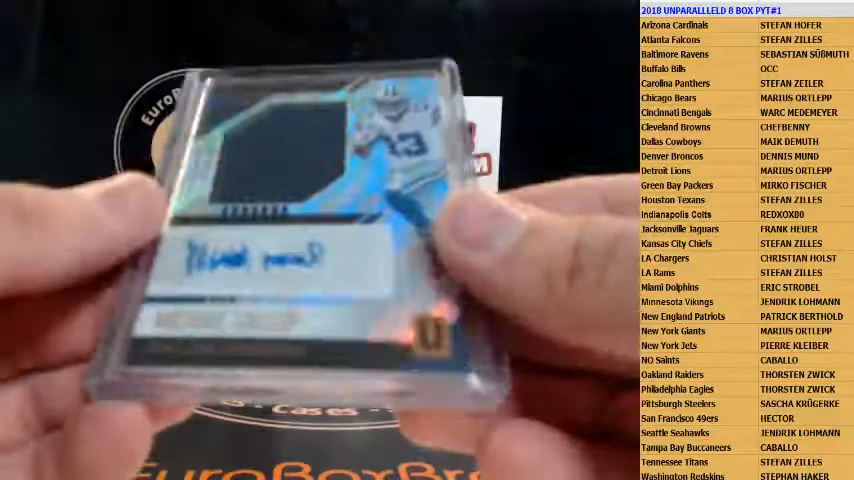 2018 UNPARALLLELD 8 BOX PYT#1
Arizona Cardinals STEFAN HOFER
Atlanta Falcons STEFAN ZILLES
Baltimore Ravens SEBASTIAN SÜßMUTH
Buffalo Bills OCC
Carolina Panthers STEFAN ZEILER
Chicago Bears MARIUS ORTLEPP
Cincinnati Bengals WARC MEDEMEYER
Cleveland Browns CHEFBENNY
Dallas Cowboys MAIK DEMUTH
Denver Broncos DENNIS MUND
Detroit Lions MARIUS ORTLEPP
Green Bay Packers MIRKO FISCHER
Houston Texans STEFAN ZILLES
Indianapolis Colts REDXOX80
Jacksonville Jaguars FRANK HEUER
Kansas City Chiefs STEFAN ZILLES
LA Chargers CHRISTIAN HOLST
LA Rams STEFAN ZILLES
Miami Dolphins ERIC STROBEL
Minnesota Vikings JENDRIK LOHMANN
New England Patriots PATRICK BERTHOLD
New York Giants MARIUS ORTLEPP
New York Jets PIERRE KLEIBER
NO Saints CABALLO
Oakland Raiders THORSTEN ZWICK
Philadelphia Eagles THORSTEN ZWICK
Pittsburgh Steelers SASCHA KRÜGERKE
San Francisco 49ers HECTOR
Seattle Seahawks JENDRIK LOHMANN
Tampa Bay Buccaneers CABALLO
Tennessee Titans STEFAN ZILLES
Washington Redskins STEPHAN HAKER
13
Cases
EuroBoxBr